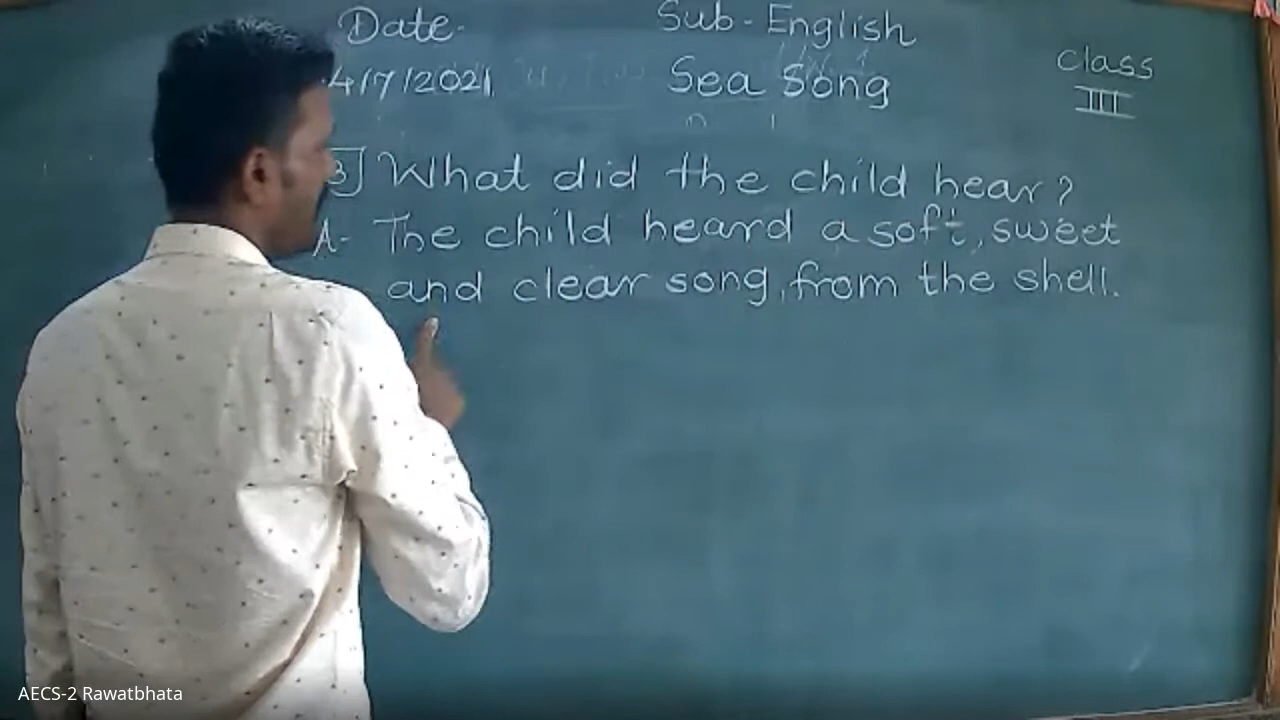 Date-
Sub-English
4/7/2021
Sea Song
Class
III
3] What did the child hear?
A- The child heard a soft, sweet
and clear song, from the shell.
AECS-2 Rawatbhata